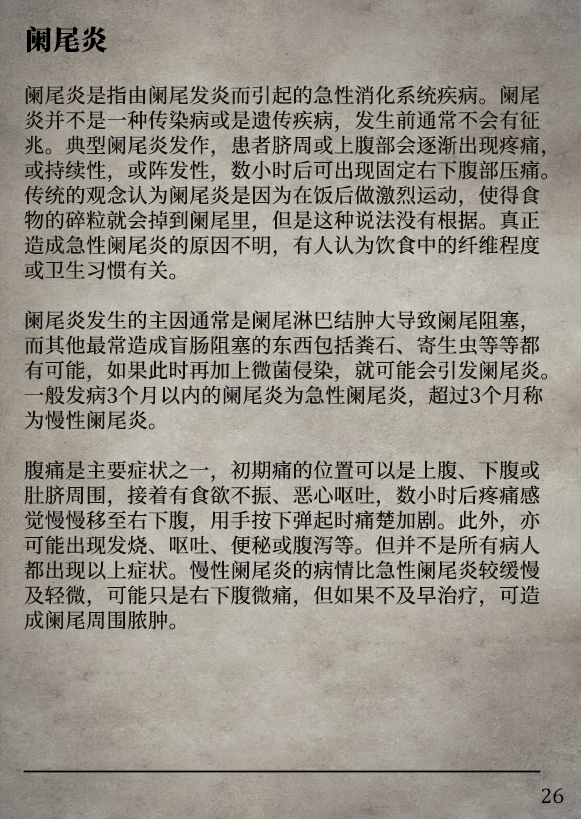 阑尾炎
阑尾炎是指由阑尾发炎而引起的急性消化系统疾病。阑尾
炎并不是一种传染病或是遗传疾病，发生前通常不会有征
兆。典型阑尾炎发作，患者脐周或上腹部会逐渐出现疼痛，
或持续性，或阵发性，数小时后可出现固定右下腹部压痛。
传统的观念认为阑尾炎是因为在饭后做激烈运动，使得食
物的碎粒就会掉到阑尾里，但是这种说法没有根据。真正
造成急性阑尾炎的原因不明，有人认为饮食中的纤维程度
或卫生习惯有关。
阑尾炎发生的主因通常是阑尾淋巴结肿大导致阑尾阻塞，
而其他最常造成盲肠阻塞的东西包括粪石、寄生虫等等都
有可能，如果此时再加上微菌侵染，就可能会引发阑尾炎。
一般发病3个月以内的阑尾炎为急性阑尾炎，超过3个月称
为慢性阑尾炎。
腹痛是主要症状之一，初期痛的位置可以是上腹、下腹或
肚脐周围，接着有食欲不振、恶心呕吐，数小时后疼痛感
觉慢慢移至右下腹，用手按下弹起时痛楚加剧。此外，亦
可能出现发烧、呕吐、便秘或腹泻等。但并不是所有病人
都出现以上症状。慢性阑尾炎的病情比急性阑尾炎较缓慢
及轻微，可能只是右下腹微痛，但如果不及早治疗，可造
成阑尾周围脓肿。
26